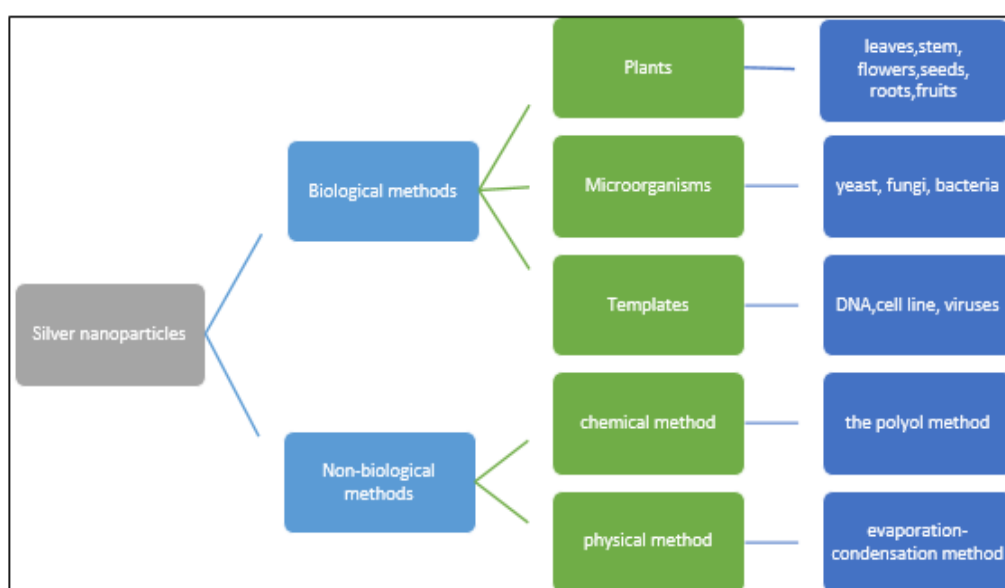 Silver nanoparticles
Biological methods
Non-biological
methods
Plants
Microorganisms
Templates
chemical method
physical method
leaves,stem,
flowers,seeds,
roots,fruits
yeast, fungi, bacteria
DNA,cell line, viruses
the polyol method
evaporation-
condensation method